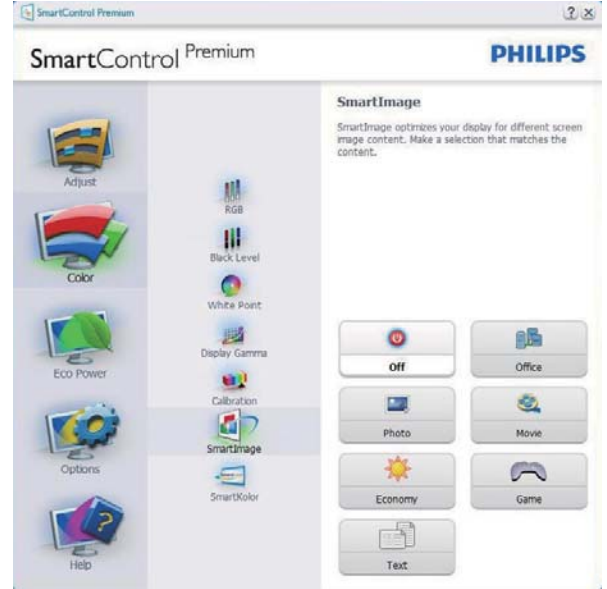 SmartControl Premium
SmartControl Premium
PHILIPS
Adjust
Color
Eco Power
Options
Help
RGB
Black Level
White Point
Display Gamma
Calibration
SmartImage
SmartKolor
SmartImage
SmartImage optimizes your display for different screen
image content. Make a selection that matches the
content.
Off
Office
Photo
Movie
Economy
Game
Text